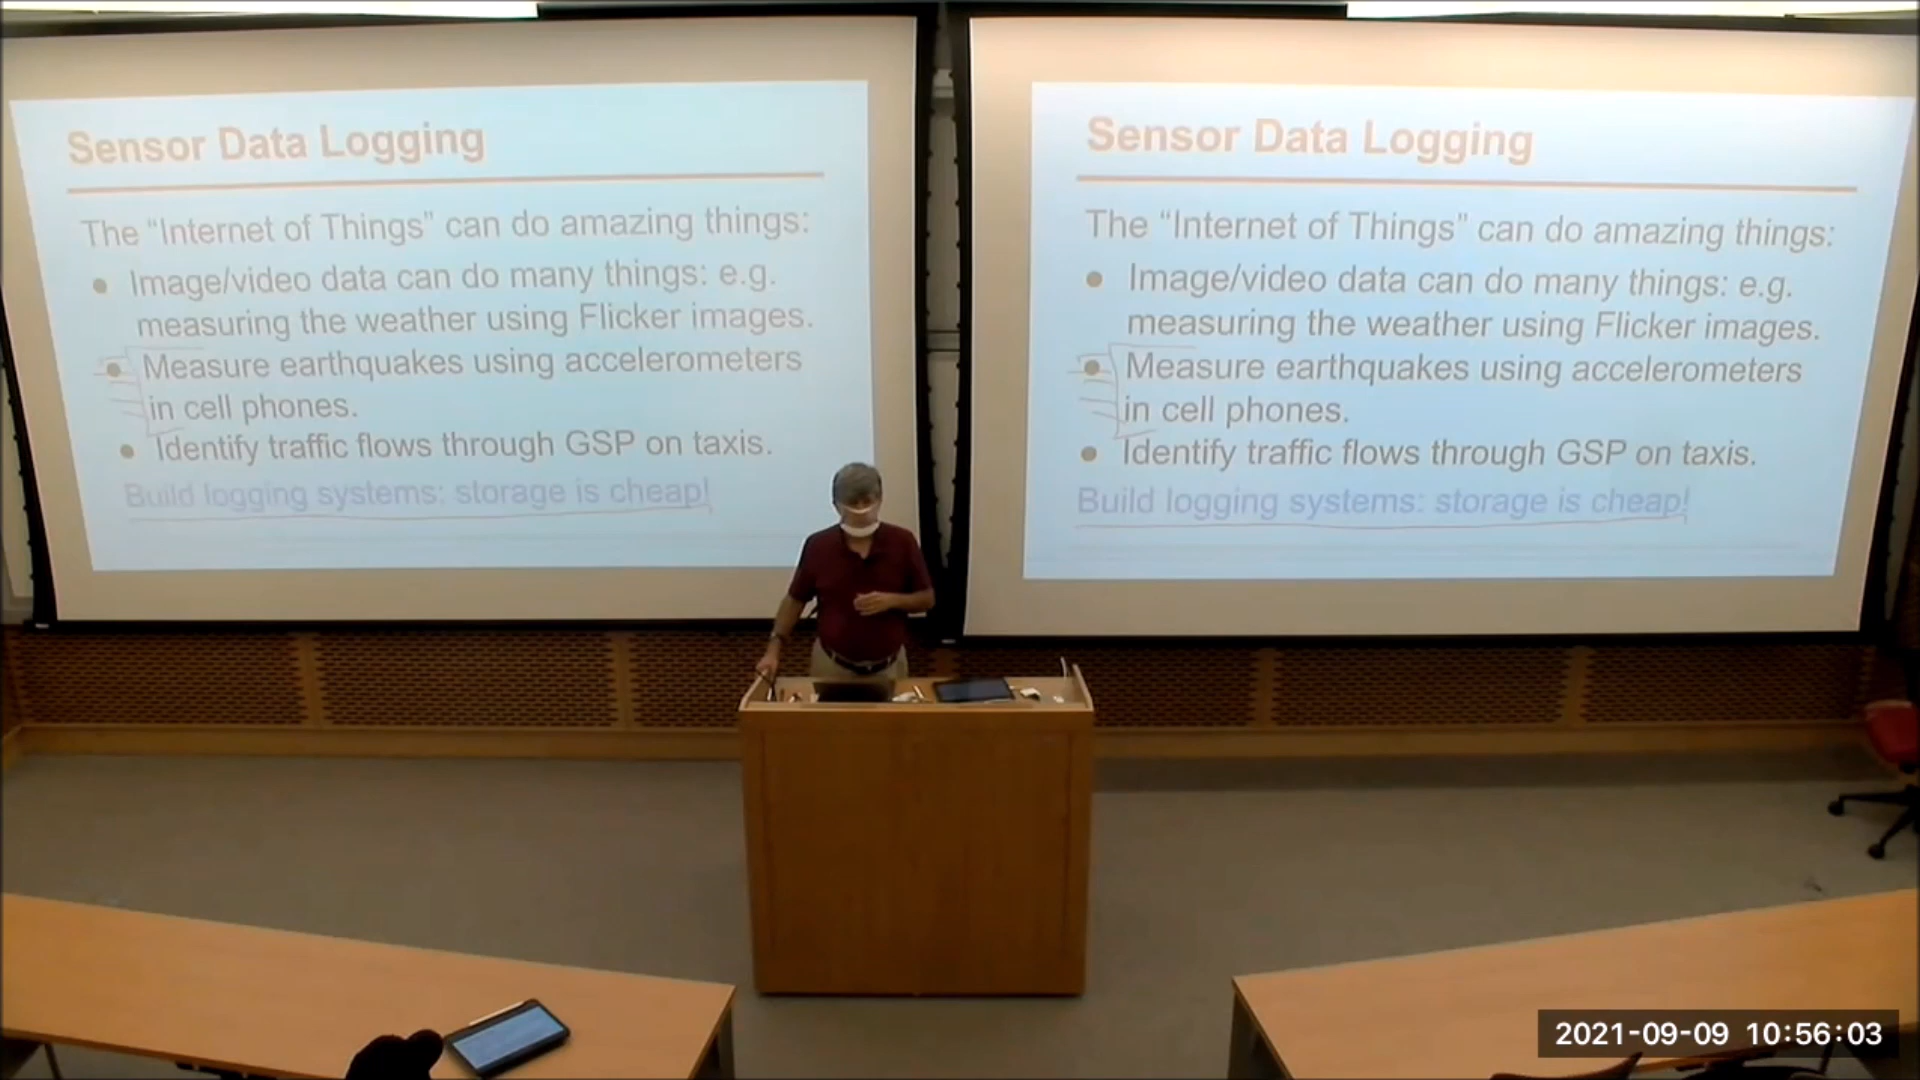 Sensor Data Logging
The “Internet of Things” can do amazing things:
● Image/video data can do many things: e.g.
measuring the weather using Flicker images.
● Measure earthquakes using accelerometers
in cell phones.
● Identify traffic flows through GSP on taxis.
Build logging systems: storage is cheap!
Sensor Data Logging
The “Internet of Things” can do amazing things:
● Image/video data can do many things: e.g.
measuring the weather using Flicker images.
● Measure earthquakes using accelerometers
in cell phones.
● Identify traffic flows through GSP on taxis.
Build logging systems: storage is cheap!
2021-09-09 10:56:03